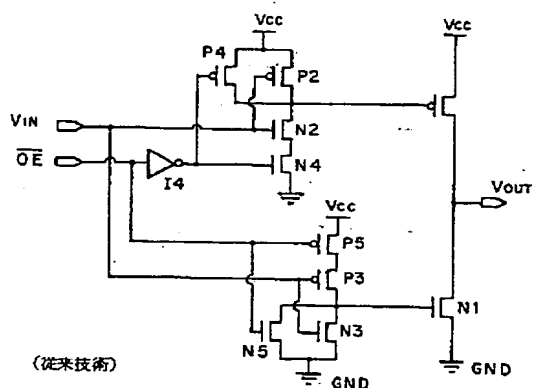 Vcc
Vcc
P4
P2
VIN
N2
OE
I4
N4
VOUT
Vcc
P5
P3
N1
N5
N3
(従来技術)
GND
GND